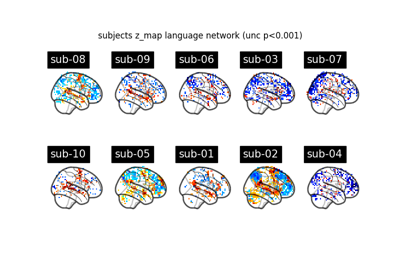 subjects z_map language network (unc p<0.001)
sub-08 sub-09 sub-06 sub-03 sub-07
sub-10 sub-05 sub-01 sub-02 sub-04